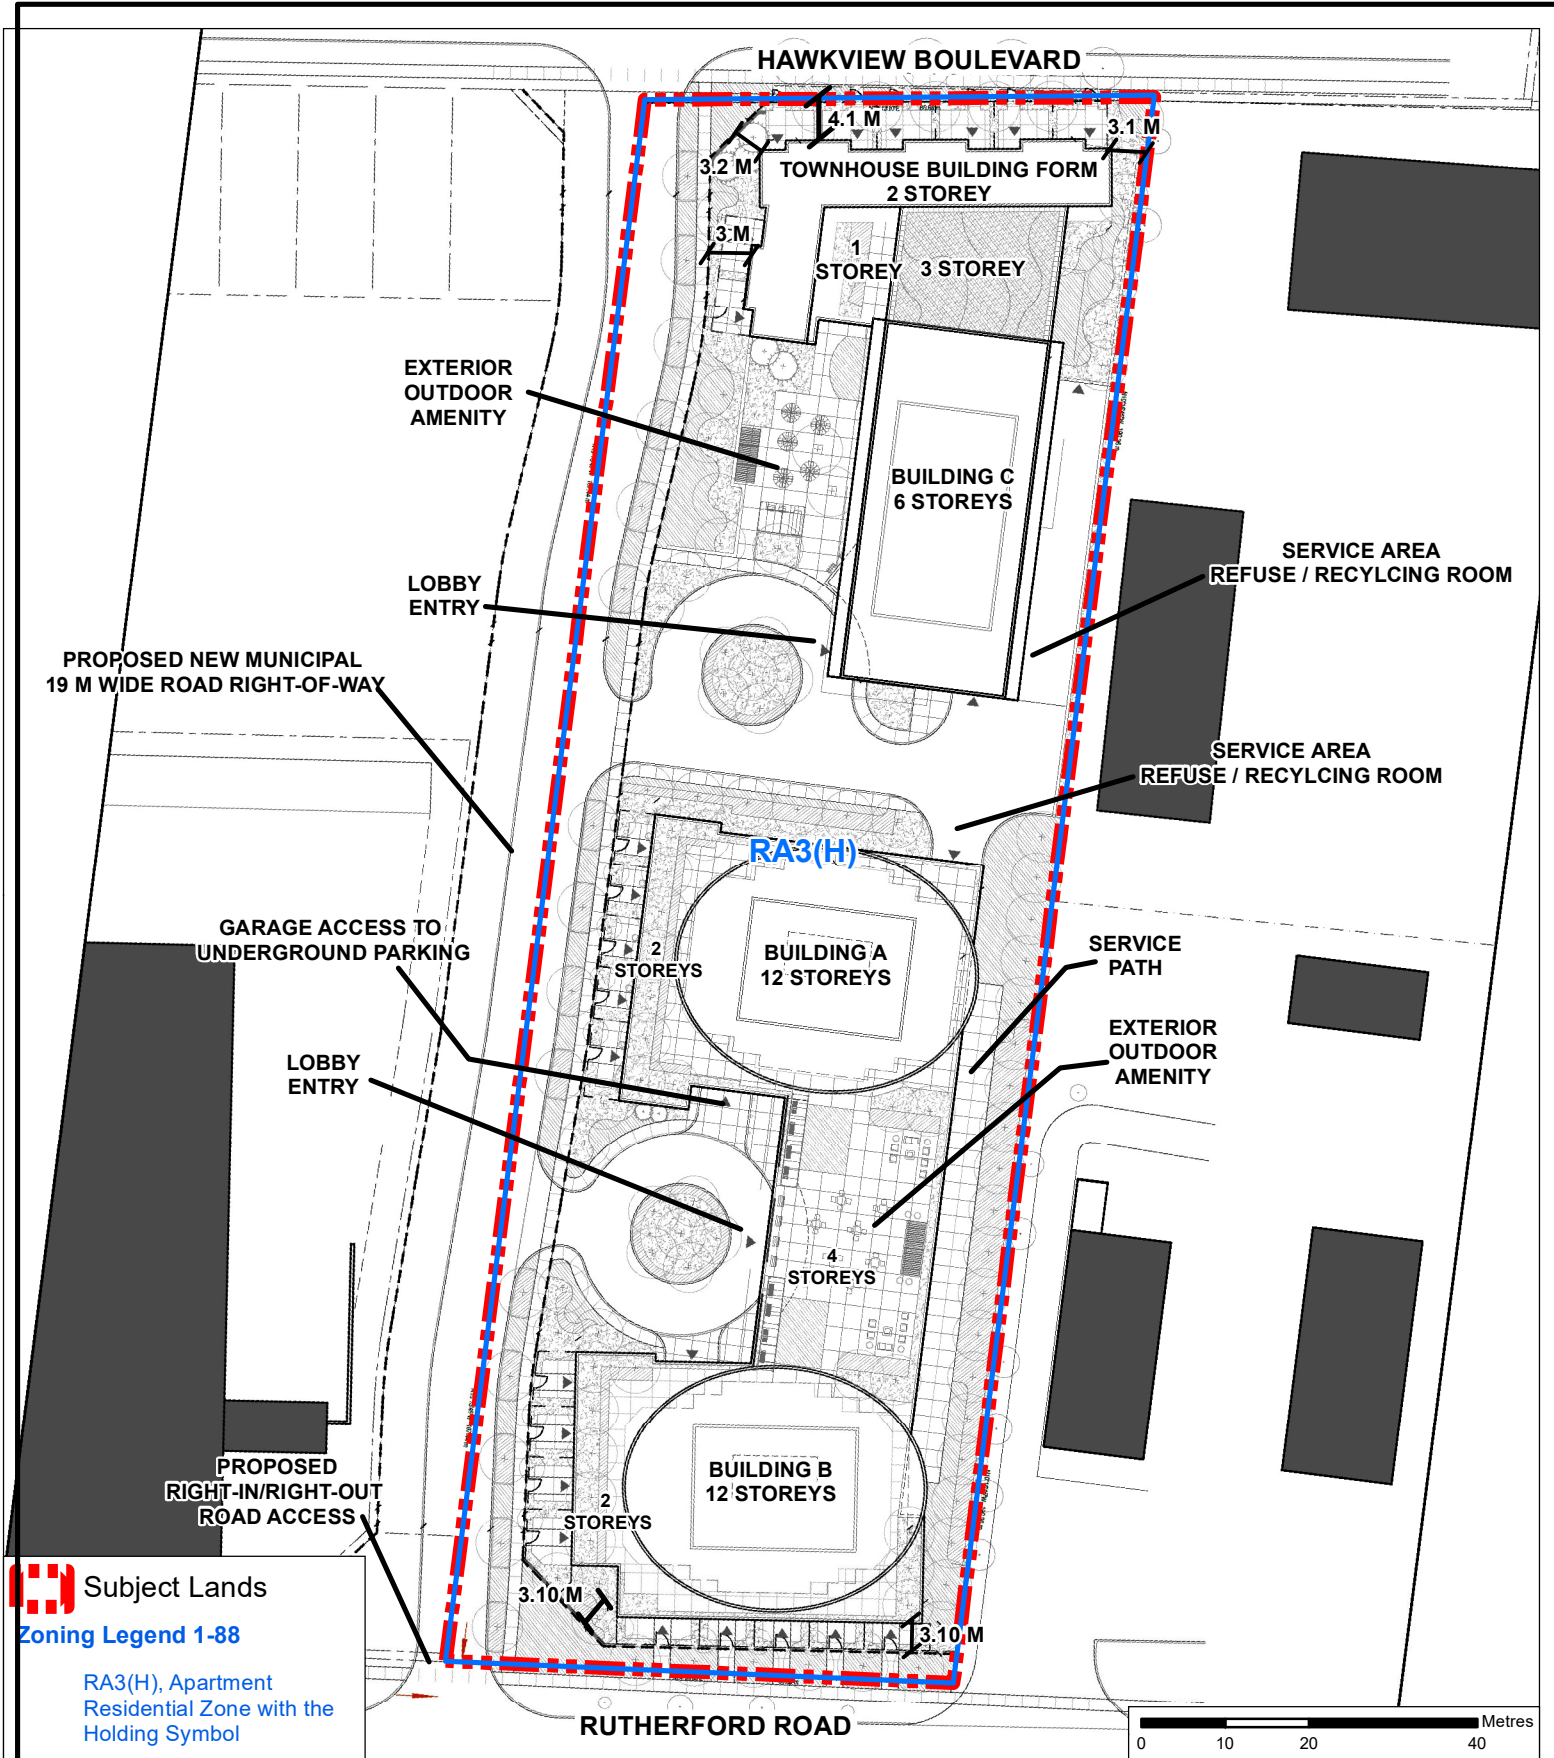 HAWKVIEW BOULEVARD
4.1 M
3.1 M
3.2 M
TOWNHOUSE BUILDING FORM
2 STOREY
3 M
1
STOREY
3 STOREY
EXTERIOR
OUTDOOR
AMENITY
BUILDING C
6 STOREYS
SERVICE AREA
REFUSE / RECYLCING ROOM
LOBBY
ENTRY
PROPOSED NEW MUNICIPAL
19 M WIDE ROAD RIGHT-OF-WAY
SERVICE AREA
REFUSE / RECYLCING ROOM
RA3(H)
GARAGE ACCESS TO
UNDERGROUND PARKING
2
STOREYS
BUILDING A
12 STOREYS
SERVICE
PATH
EXTERIOR
OUTDOOR
AMENITY
LOBBY
ENTRY
4
STOREYS
BUILDING B
12 STOREYS
2
STOREYS
PROPOSED
RIGHT-IN/RIGHT-OUT
ROAD ACCESS
3.10 M
3.10 M
Subject Lands
Zoning Legend 1-88
RA3(H), Apartment
Residential Zone with the
Holding Symbol
RUTHERFORD ROAD
Metres
0 10 20 40